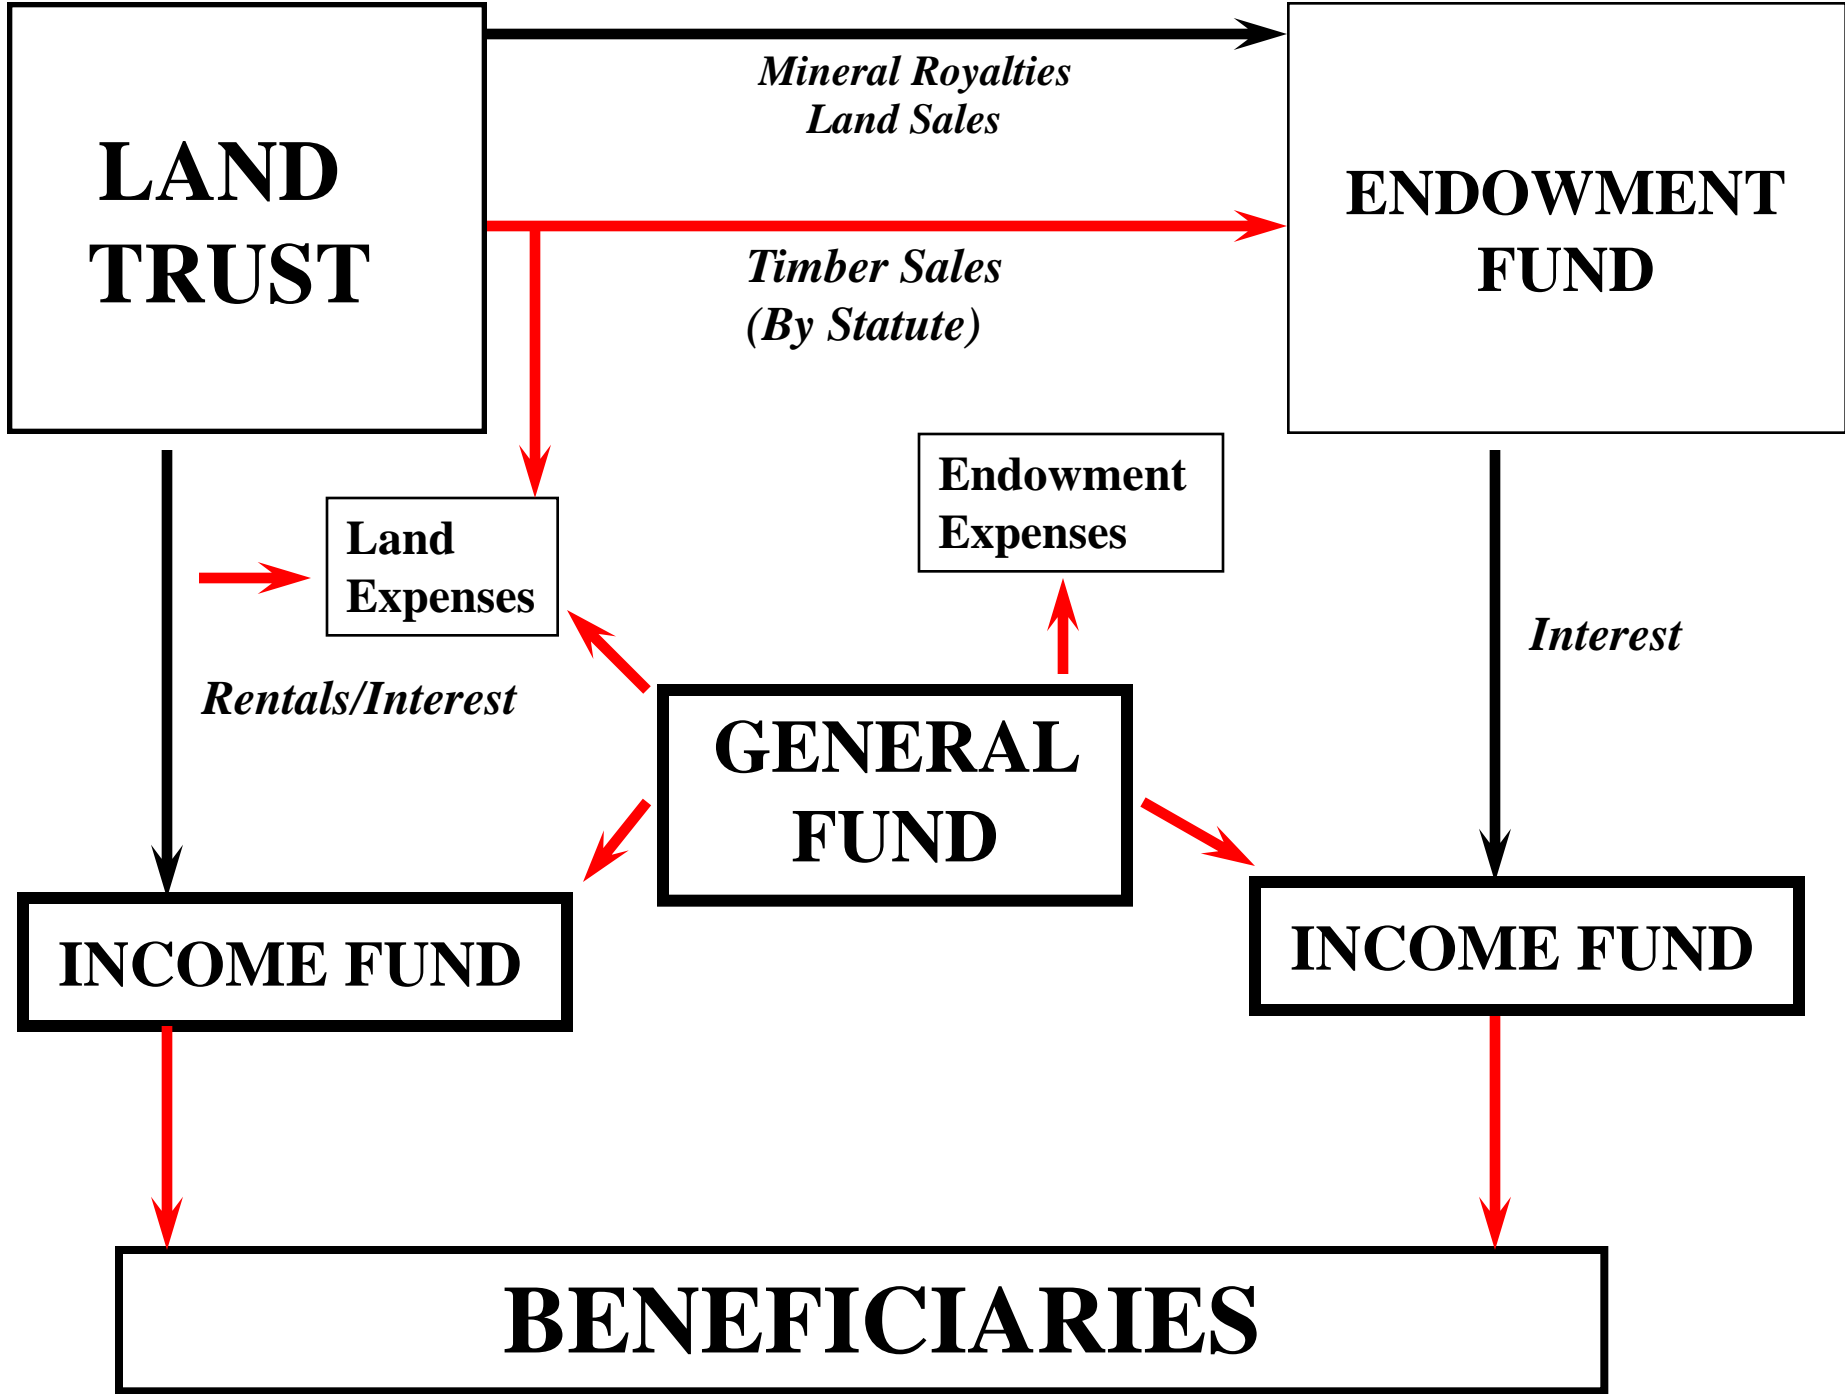 Mineral Royalties
Land Sales
LAND
TRUST
ENDOWMENT
FUND
Timber Sales
(By Statute)
Endowment
Expenses
Land
Expenses
Interest
Rentals/Interest
GENERAL
FUND
INCOME FUND
INCOME FUND
BENEFICIARIES